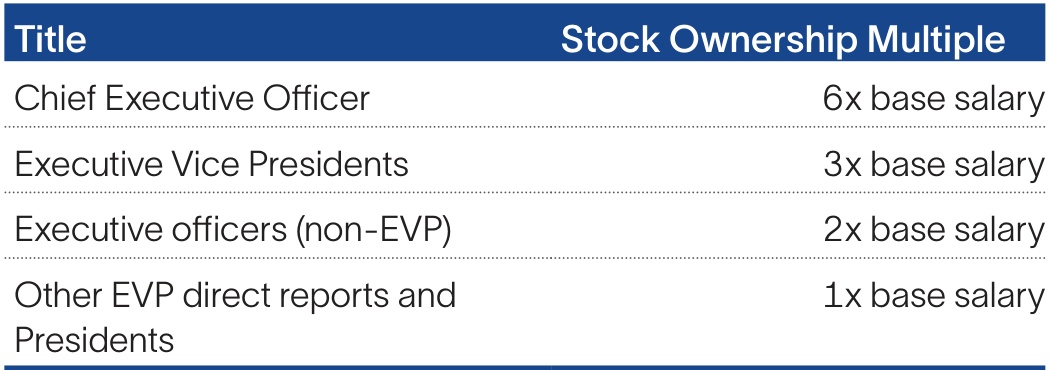 Title Stock Ownership Multiple
Chief Executive Officer 6x base salary
Executive Vice Presidents 3x base salary
Executive officers (non-EVP) 2x base salary
Other EVP direct reports and 1x base salary
Presidents